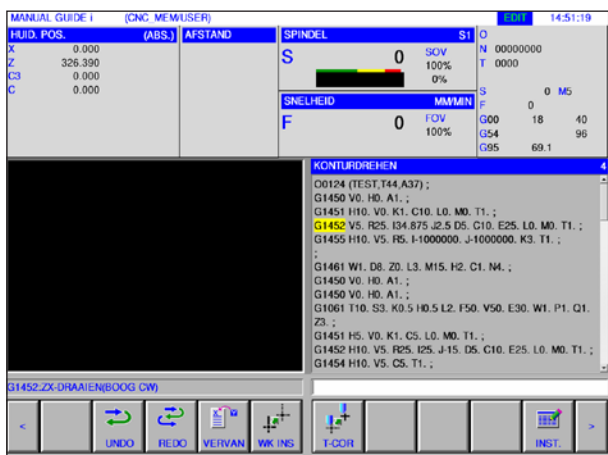 MANUAL GUIDE i (CNC_MEM/USER) EDIT 14:51:19
HUID. POS. (ABS.) AFSTAND SPINDEL S1 O
X 0.000
Z 326.390
C3 0.000
C 0.000
S 0 SOV
100%
0%
N 00000000
T 0000
S 0 M5
F 0
G00 18 40
G54 96
G95 69.1
SNELHEID MM/MIN
F 0 FOV
100%
KONTURDREHEN 4
O0124 (TEST,T44,A37) ;
G1450 V0. H0. A1. ;
G1451 H10. V0. K1. C10. L0. M0. T1. ;
G1452 V5. R25. I34.875 J2.5 D5. C10. E25. L0. M0. T1. ;
G1455 H10. V5. R5. I-1000000. J-1000000. K3. T1. ;
;
G1461 W1. D8. Z0. L3. M15. H2. C1. N4. ;
G1450 V0. H0. A1. ;
G1450 V0. H0. A1. ;
G1061 T10. S3. K0.5 H0.5 L2. F50. V50. E30. W1. P1. Q1.
Z3. ;
G1451 H5. V0. K1. C5. L0. M0. T1. ;
G1452 H10. V5. R25. I25. J-15. D5. C10. E25. L0. M0. T1. ;
G1454 H10. V5. C5. T1. ;
G1452:ZX-DRAAIEN(BOOG CW)
< UNDO REDO VERVAN WK INS T-COR INST. >